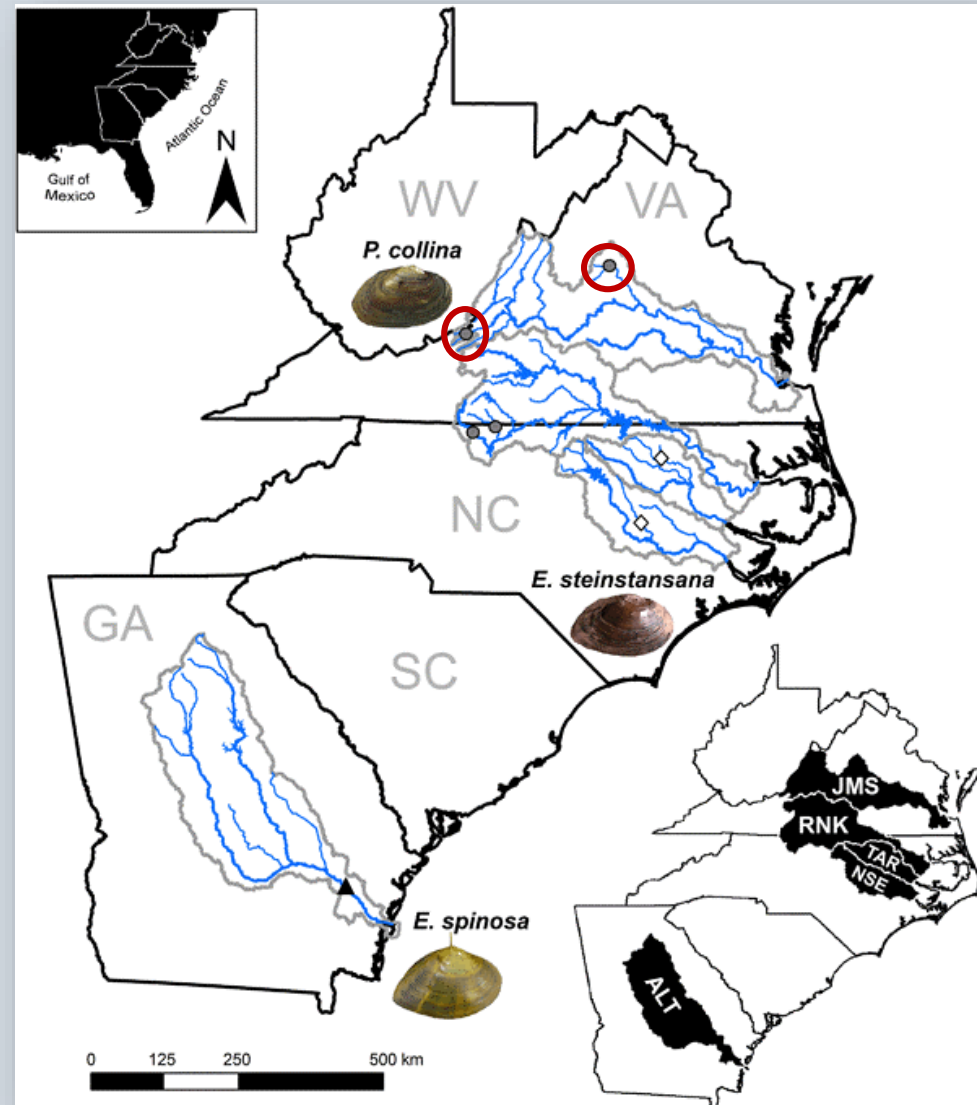 Atlantic Ocean
N
Gulf of
Mexico
WV
VA
P. collina
NC
E. steinstansana
GA
SC
E. spinosa
JMS
RNK
TAR
NSE
ALT
0 125 250 500 km